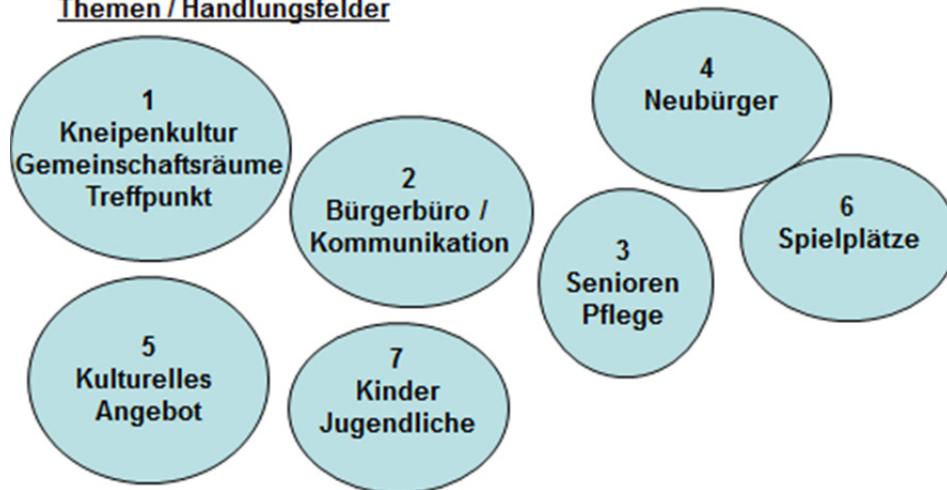 Themen / Handlungsfelder
1
Kneipenkultur
Gemeinschaftsräume
Treffpunkt
2
Bürgerbüro /
Kommunikation
3
Senioren
Pflege
4
Neubürger
5
Kulturelles
Angebot
6
Spielplätze
7
Kinder
Jugendliche